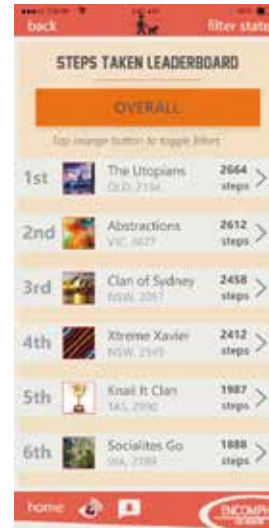 back
filter state
STEPS TAKEN LEADERBOARD
OVERALL
Tap orange button to toggle filters
1st
The Utopians
QLD, 2134
2664
steps
2nd
Abstractions
VIC,
2612
steps
3rd
Clan of Sydney
NSW,
2458
steps
4th
Xtreme Xavier
NSW,
2412
steps
5th
Knail It Clan
TAS,
1987
steps
6th
Socialites Go
WA,
1888
steps
home